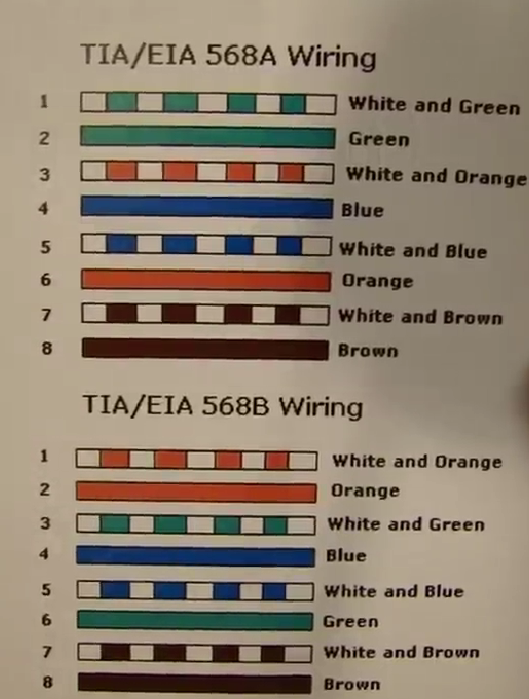 TIA/EIA 568A Wiring
1 White and Green
2 Green
3 White and Orange
4 Blue
5 White and Blue
6 Orange
7 White and Brown
8 Brown
TIA/EIA 568B Wiring
1 White and Orange
2 Orange
3 White and Green
4 Blue
5 White and Blue
6 Green
7 White and Brown
8 Brown